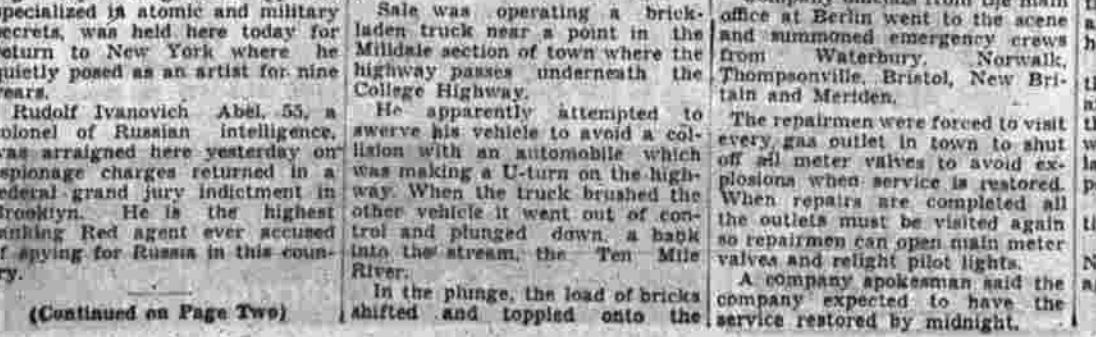 specialized in atomic and military
secrets, was held here today for
return to New York where he
quietly posed as an artist for nine
years.
Rudolf Ivanovich Abel, 55, a
colonel of Russian intelligence,
was arraigned here yesterday on
espionage charges returned in a
federal grand jury indictment in
Brooklyn. He is the highest
ranking Red agent ever accused
of spying for Russia in this coun-
ry.
(Continued on Page Two)
Sale was operating a brick-
laden truck near a point in the
Milldale section of town where the
highway passes underneath the
College Highway.
He apparently attempted to
swerve his vehicle to avoid a col-
lision with an automobile which
was making a U-turn on the high-
way. When the truck brushed the
other vehicle it went out of con-
trol and plunged down, a bank
into the stream, the Ten Mile
River.
In the plunge, the load of bricks
shifted and toppled onto the
office at Berlin went to the scene
and summoned emergency crews
from Waterbury, Norwalk,
Thompsonville, Bristol, New Bri-
tain and Meriden.
The repairmen were forced to visit
every gas outlet in town to shut
off all meter valves to avoid ex-
plosions when service is restored.
When repairs are completed all
the outlets must be visited again
so repairmen can open main meter
valves and relight pilot lights.
A company spokesman said the
company expected to have the
service restored by midnight.